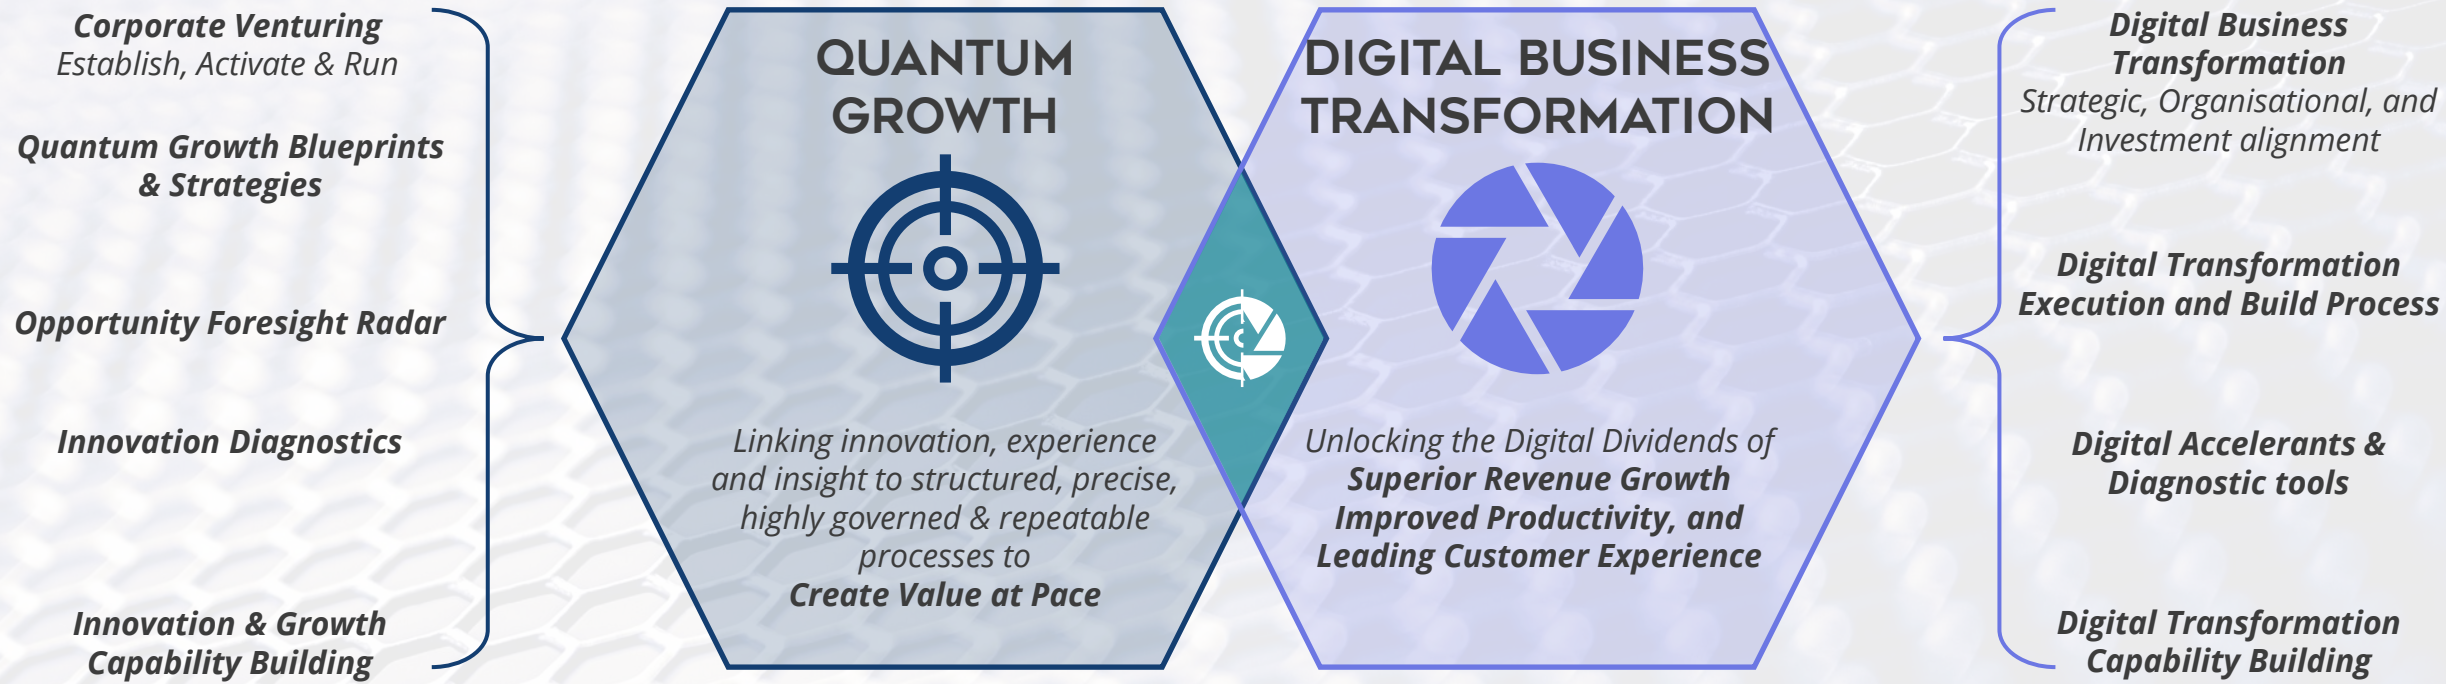 Corporate Venturing
Establish, Activate & Run
Quantum Growth Blueprints
& Strategies
Opportunity Foresight Radar
Innovation Diagnostics
Innovation & Growth
Capability Building
QUANTUM
GROWTH
Linking innovation, experience
and insight to structured, precise,
highly governed & repeatable
processes to
Create Value at Pace
DIGITAL BUSINESS
TRANSFORMATION
Unlocking the Digital Dividends of
Superior Revenue Growth
Improved Productivity, and
Leading Customer Experience
Digital Business
Transformation
Strategic, Organisational, and
Investment alignment
Digital Transformation
Execution and Build Process
Digital Accelerants &
Diagnostic tools
Digital Transformation
Capability Building